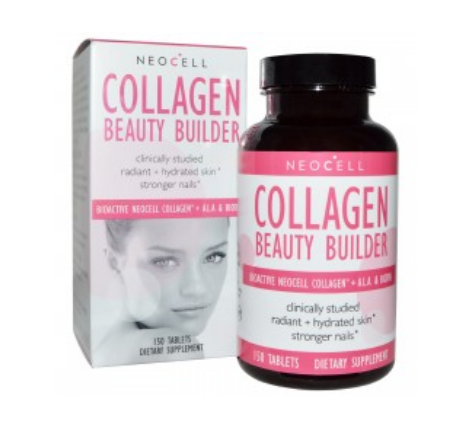 NEOCELL
COLLAGEN
BEAUTY BUILDER
clinically studied
radiant + hydrated skin*
stronger nails*
BIOACTIVE NEOCELL COLLAGEN* + ALA & BIOTIN
150 TABLETS
DIETARY SUPPLEMENT
NEOCELL
COLLAGEN
BEAUTY BUILDER
BIOACTIVE NEOCELL COLLAGEN* + ALA & BIOTIN
clinically studied
radiant + hydrated skin*
stronger nails*
150 TABLETS DIETARY SUPPLEMENT